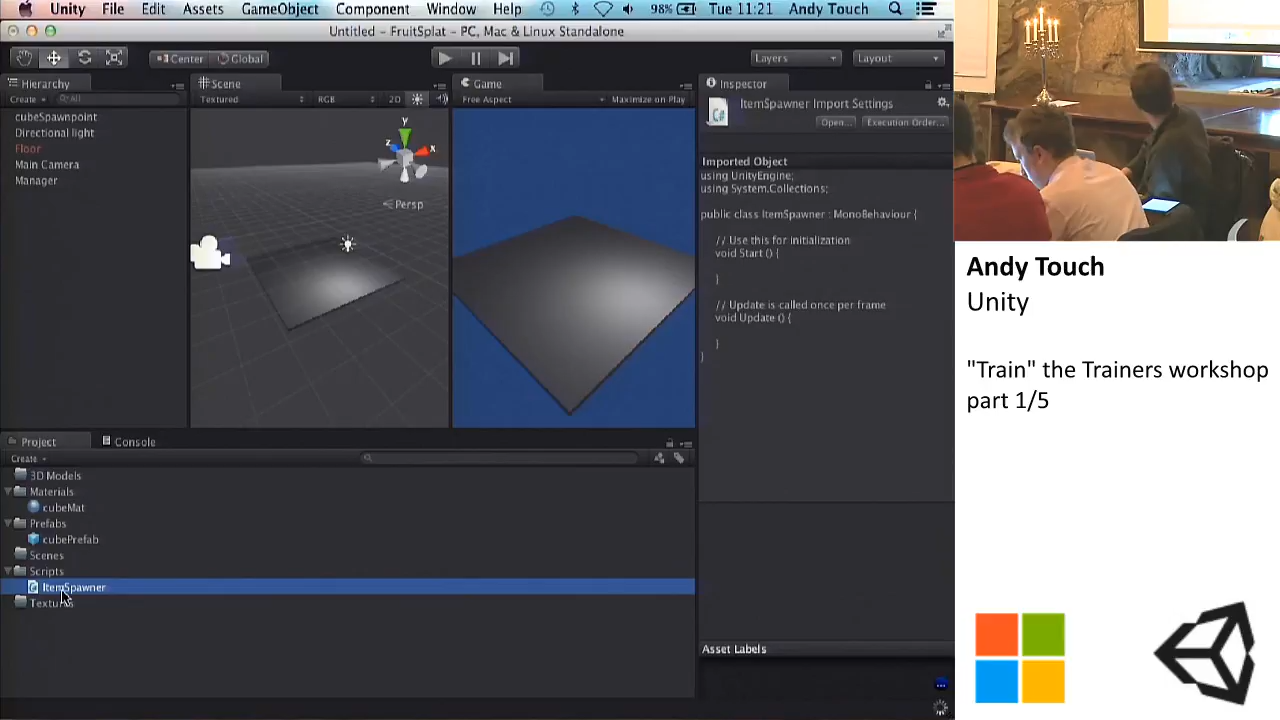 Unity File Edit Assets GameObject Component Window Help 98% Tue 11:21 Andy Touch
Untitled – FruitSplat – PC, Mac & Linux Standalone
Center Global Layers Layout
Hierarchy
Create All
cubeSpawnpoint
Directional light
Floor
Main Camera
Manager
Scene
Textured RGB 2D
y
z
x
Persp
Game
Free Aspect Maximize on Play
Inspector
ItemSpawner Import Settings
C#
Open... Execution Order...
Imported Object
using UnityEngine;
using System.Collections;
public class ItemSpawner : MonoBehaviour {
// Use this for initialization
void Start () {
}
// Update is called once per frame
void Update () {
}
}
Asset Labels
Project Console
Create
3D Models
Materials
cubeMat
Prefabs
cubePrefab
Scenes
Scripts
ItemSpawner
Textures
Andy Touch
Unity
"Train" the Trainers workshop
part 1/5